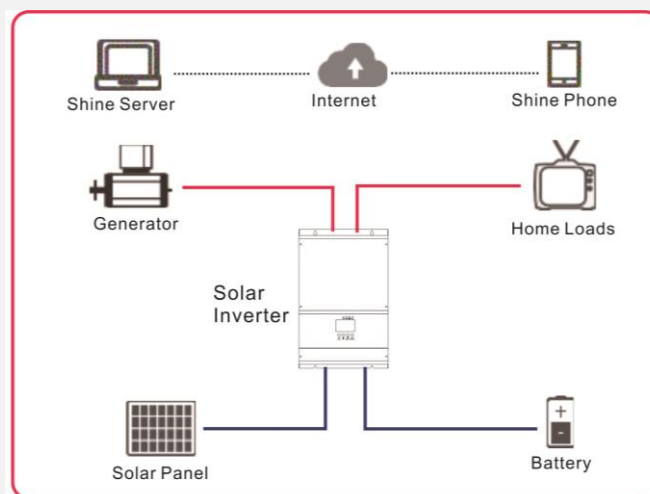 Shine Server
Internet
Shine Phone
Generator
Home Loads
Solar
Inverter
Solar Panel
Battery